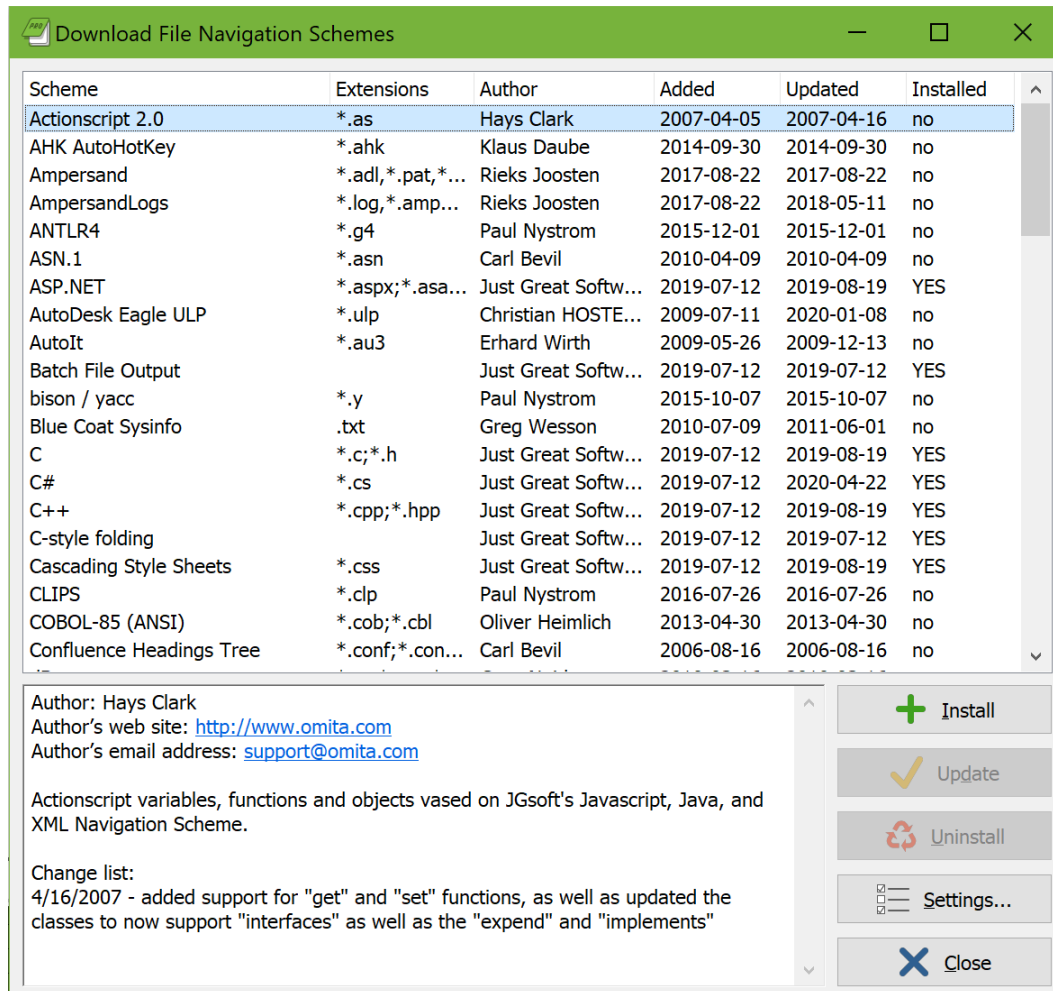 PRO
Download File Navigation Schemes
Scheme Extensions Author Added Updated Installed
Actionscript 2.0 *.as Hays Clark 2007-04-05 2007-04-16 no
AHK AutoHotKey *.ahk Klaus Daube 2014-09-30 2014-09-30 no
Ampersand *.adl,*.pat,*... Rieks Joosten 2017-08-22 2017-08-22 no
AmpersandLogs *.log,*.amp... Rieks Joosten 2017-08-22 2018-05-11 no
ANTLR4 *.g4 Paul Nystrom 2015-12-01 2015-12-01 no
ASN.1 *.asn Carl Bevil 2010-04-09 2010-04-09 no
ASP.NET *.aspx;*.asa... Just Great Softw... 2019-07-12 2019-08-19 YES
AutoDesk Eagle ULP *.ulp Christian HOSTE... 2009-07-11 2020-01-08 no
AutoIt *.au3 Erhard Wirth 2009-05-26 2009-12-13 no
Batch File Output Just Great Softw... 2019-07-12 2019-07-12 YES
bison / yacc *.y Paul Nystrom 2015-10-07 2015-10-07 no
Blue Coat Sysinfo .txt Greg Wesson 2010-07-09 2011-06-01 no
C *.c;*.h Just Great Softw... 2019-07-12 2019-08-19 YES
C# *.cs Just Great Softw... 2019-07-12 2020-04-22 YES
C++ *.cpp;*.hpp Just Great Softw... 2019-07-12 2019-08-19 YES
C-style folding Just Great Softw... 2019-07-12 2019-07-12 YES
Cascading Style Sheets *.css Just Great Softw... 2019-07-12 2019-08-19 YES
CLIPS *.clp Paul Nystrom 2016-07-26 2016-07-26 no
COBOL-85 (ANSI) *.cob;*.cbl Oliver Heimlich 2013-04-30 2013-04-30 no
Confluence Headings Tree *.conf;*.con... Carl Bevil 2006-08-16 2006-08-16 no
Author: Hays Clark
Author's web site: http://www.omita.com
Author's email address: support@omita.com
Actionscript variables, functions and objects vased on JGsoft's Javascript, Java, and
XML Navigation Scheme.
Change list:
4/16/2007 - added support for "get" and "set" functions, as well as updated the
classes to now support "interfaces" as well as the "expend" and "implements"
Install
Update
Uninstall
Settings...
Close